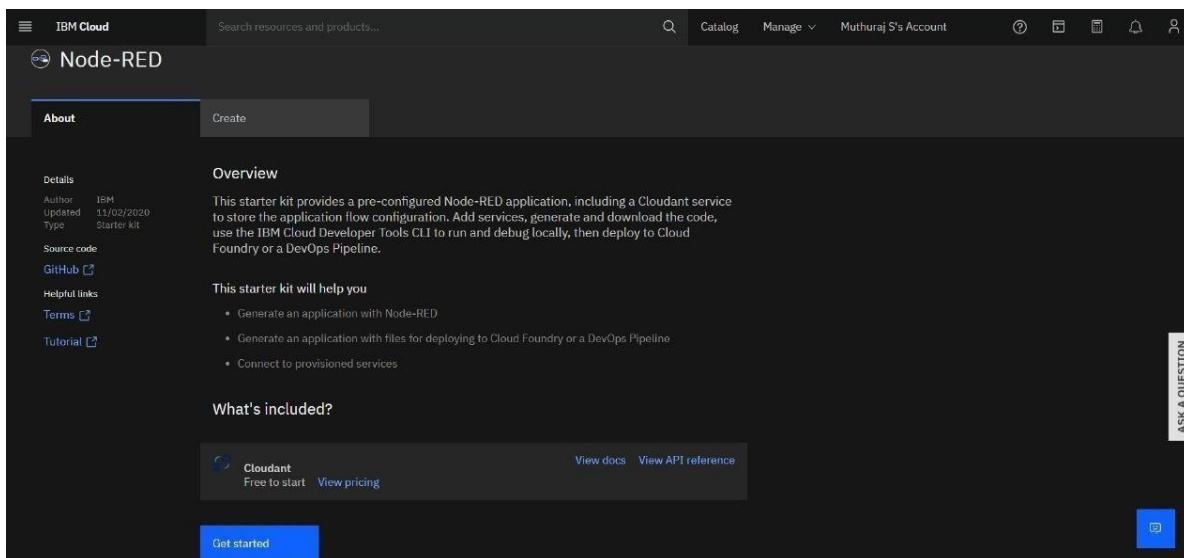 IBM Cloud
Search resources and products...
Catalog
Manage
Muthuraj S's Account
Node-RED
About
Create
Details
Author IBM
Updated 11/02/2020
Type Starter kit
Source code
GitHub
Helpful links
Terms
Tutorial
Overview
This starter kit provides a pre-configured Node-RED application, including a Cloudant service
to store the application flow configuration. Add services, generate and download the code,
use the IBM Cloud Developer Tools CLI to run and debug locally, then deploy to Cloud
Foundry or a DevOps Pipeline.
This starter kit will help you
• Generate an application with Node-RED
• Generate an application with files for deploying to Cloud Foundry or a DevOps Pipeline
• Connect to provisioned services
What's included?
Cloudant
Free to start View pricing
View docs View API reference
Get started
ASK A QUESTION